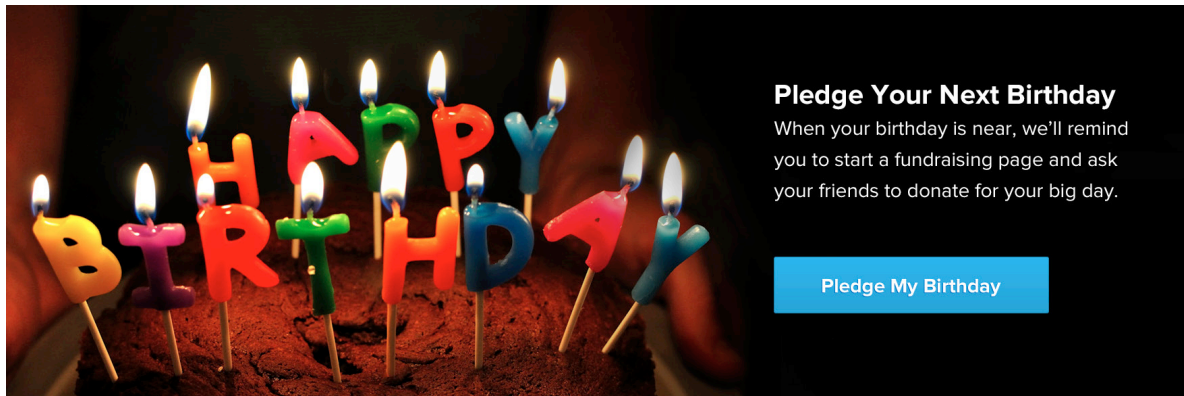 HAPPY
BIRTHDAY
Pledge Your Next Birthday
When your birthday is near, we’ll remind
you to start a fundraising page and ask
your friends to donate for your big day.
Pledge My Birthday